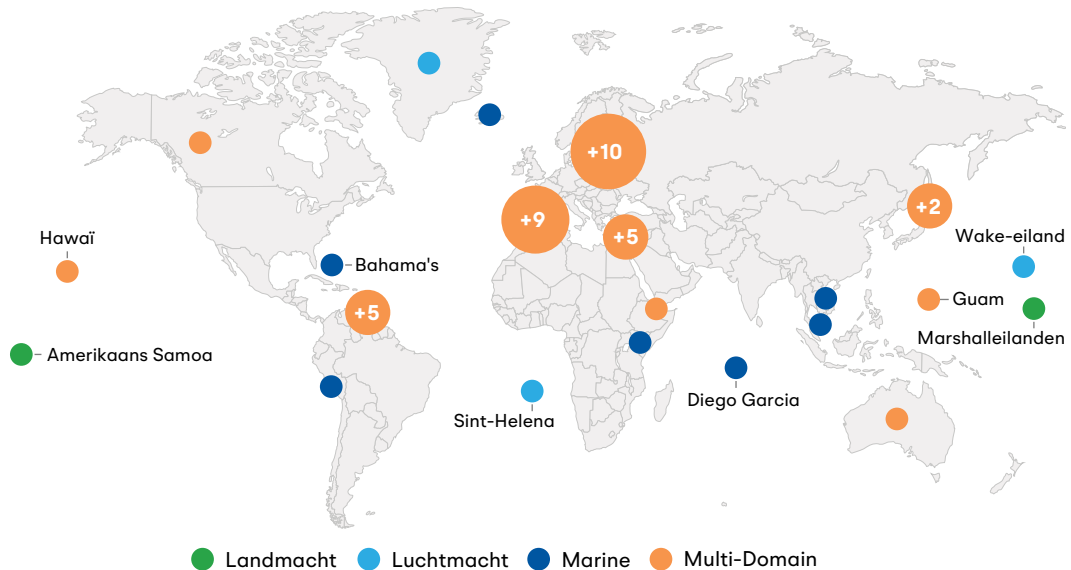 +10
+9
+2
+5
Hawaï
Wake-eiland
Bahama's
Guam
+5
Marshalleilanden
Amerikaans Samoa
Diego Garcia
Sint-Helena
Landmacht Luchtmacht Marine Multi-Domain